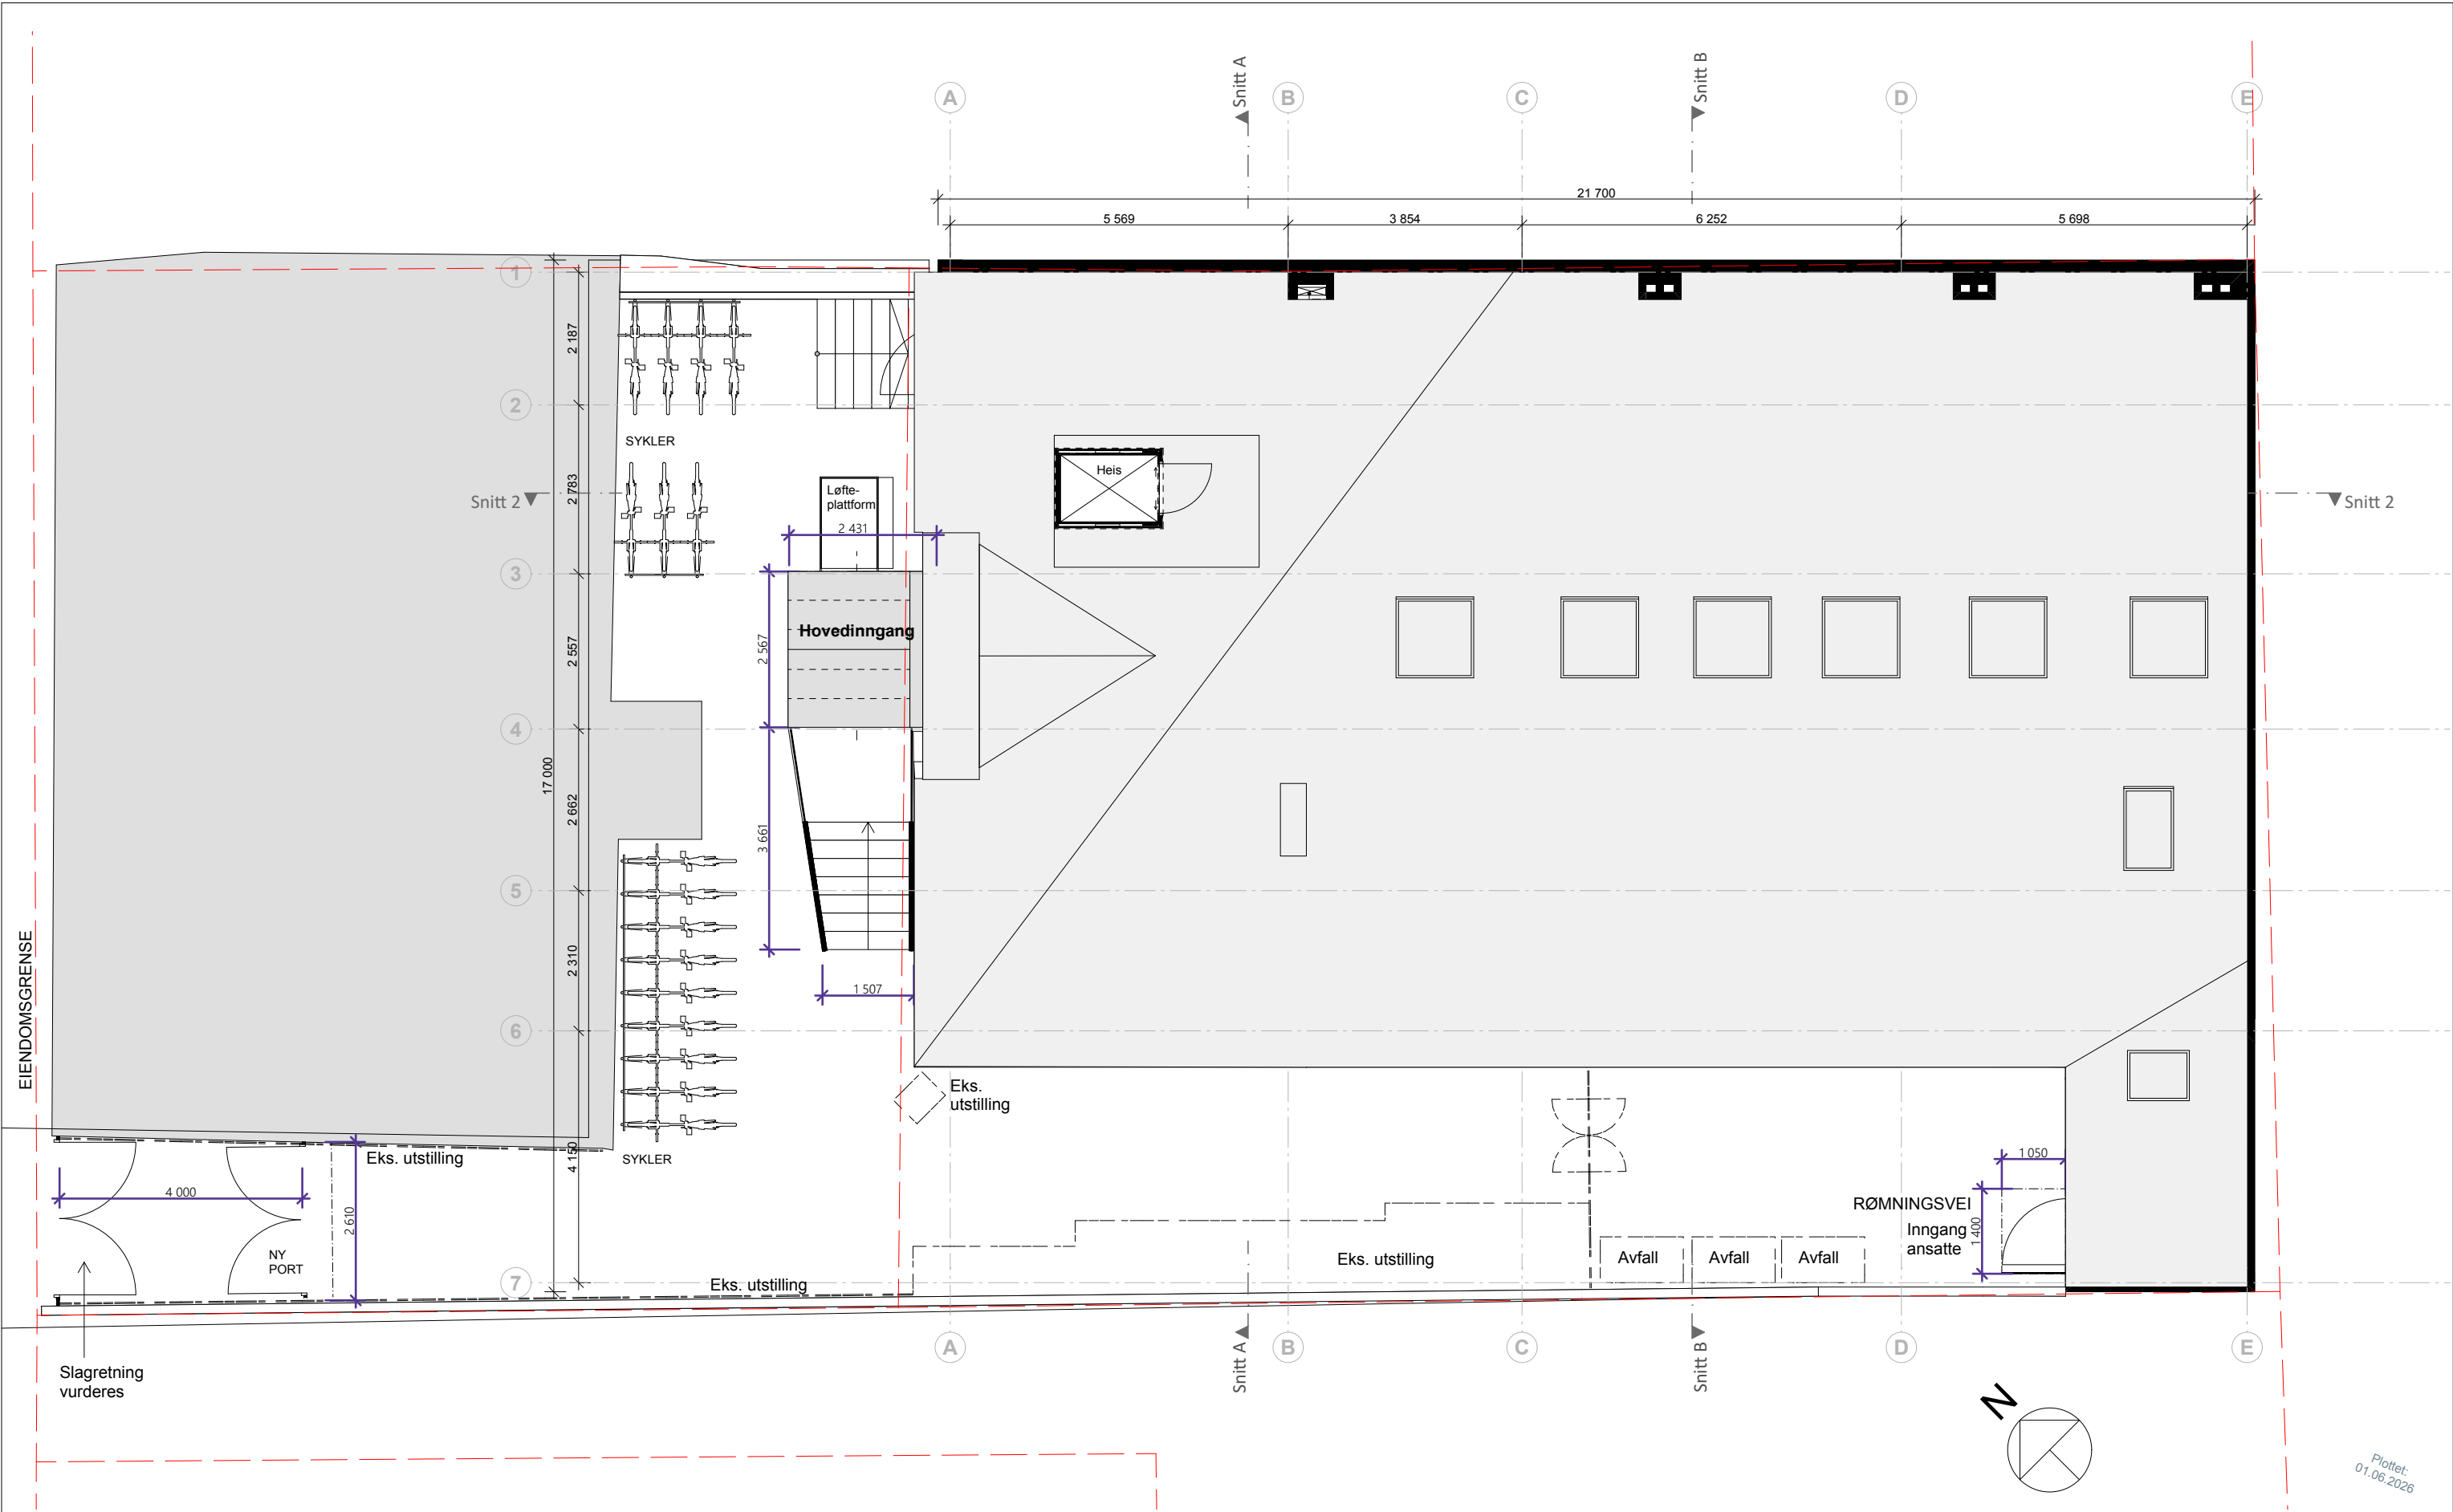 Snitt A
Snitt B
A
B
C
D
E
21 700
5 569
3 854
6 252
5 698
1
2 187
2
SYKLER
Heis
Snitt 2
2 783
Løfte-
plattform
Snitt 2
2 431
3
Hovedinngang
2 557
2 567
4
17 000
2 662
3 661
5
EIENDOMSGRENSE
2 310
1 507
6
Eks.
utstilling
4 150
Eks. utstilling
SYKLER
1 050
4 000
2 610
RØMNINGSVEI
Inngang
ansatte
1 400
NY
PORT
Eks. utstilling
Eks. utstilling
Avfall
Avfall
Avfall
7
Snitt A
Snitt B
A
B
C
D
E
Slagretning
vurderes
N
Plottet:
01.06.2026